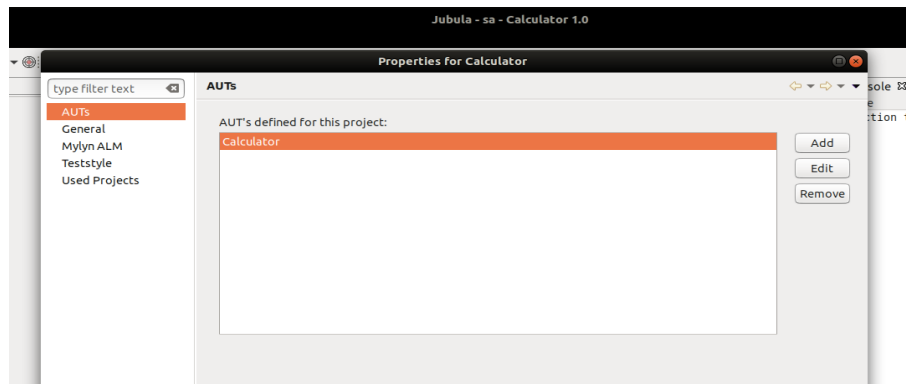 Jubula - sa - Calculator 1.0
Properties for Calculator
type filter text
AUTs
General
Mylyn ALM
Teststyle
Used Projects
AUTs
AUT's defined for this project:
Calculator
Add
Edit
Remove
sole
e
ction